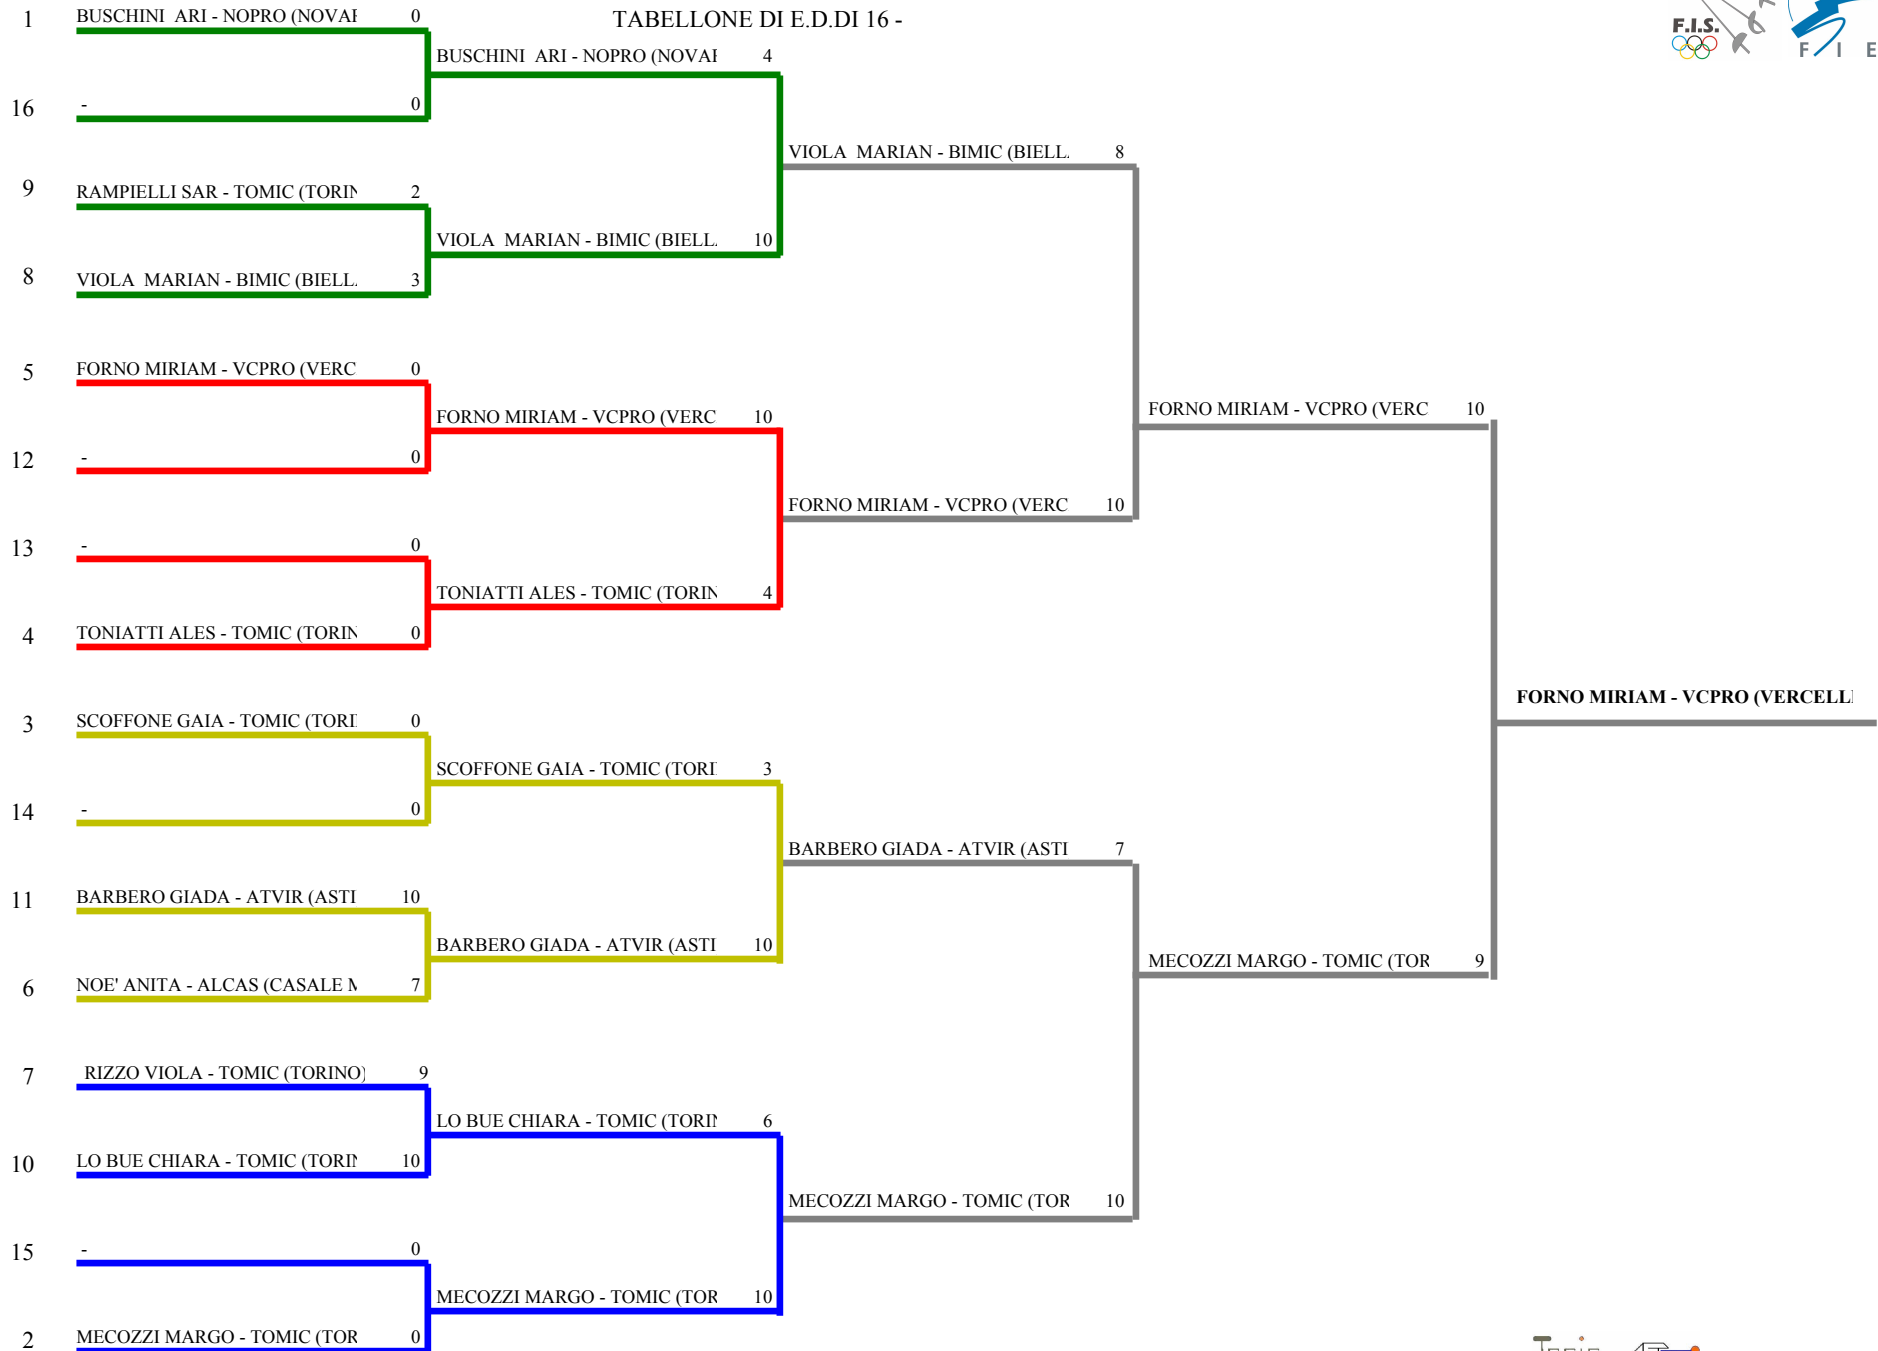 TABELLONE DI E.D.DI 16 -
F.I.S.
F I E
1 BUSCHINI ARI - NOPRO (NOVAR 0
BUSCHINI ARI - NOPRO (NOVAR 4
16 - 0
VIOLA MARIAN - BIMIC (BIELL. 8
9 RAMPIELLI SAR - TOMIC (TORIN 2
VIOLA MARIAN - BIMIC (BIELL. 10
8 VIOLA MARIAN - BIMIC (BIELL. 3
5 FORNO MIRIAM - VCPRO (VERC 0
FORNO MIRIAM - VCPRO (VERC 10
FORNO MIRIAM - VCPRO (VERC 10
12 - 0
FORNO MIRIAM - VCPRO (VERC 10
13 - 0
TONIATTI ALES - TOMIC (TORIN 4
4 TONIATTI ALES - TOMIC (TORIN 0
FORNO MIRIAM - VCPRO (VERCELLI
3 SCOFFONE GAIA - TOMIC (TORI 0
SCOFFONE GAIA - TOMIC (TORI 3
14 - 0
BARBERO GIADA - ATVIR (ASTI 7
11 BARBERO GIADA - ATVIR (ASTI 10
BARBERO GIADA - ATVIR (ASTI 10
MECOZZI MARGO - TOMIC (TOR 9
6 NOE' ANITA - ALCAS (CASALE M 7
7 RIZZO VIOLA - TOMIC (TORINO) 9
LO BUE CHIARA - TOMIC (TORIN 6
10 LO BUE CHIARA - TOMIC (TORIN 10
MECOZZI MARGO - TOMIC (TOR 10
15 - 0
MECOZZI MARGO - TOMIC (TOR 10
2 MECOZZI MARGO - TOMIC (TOR 0